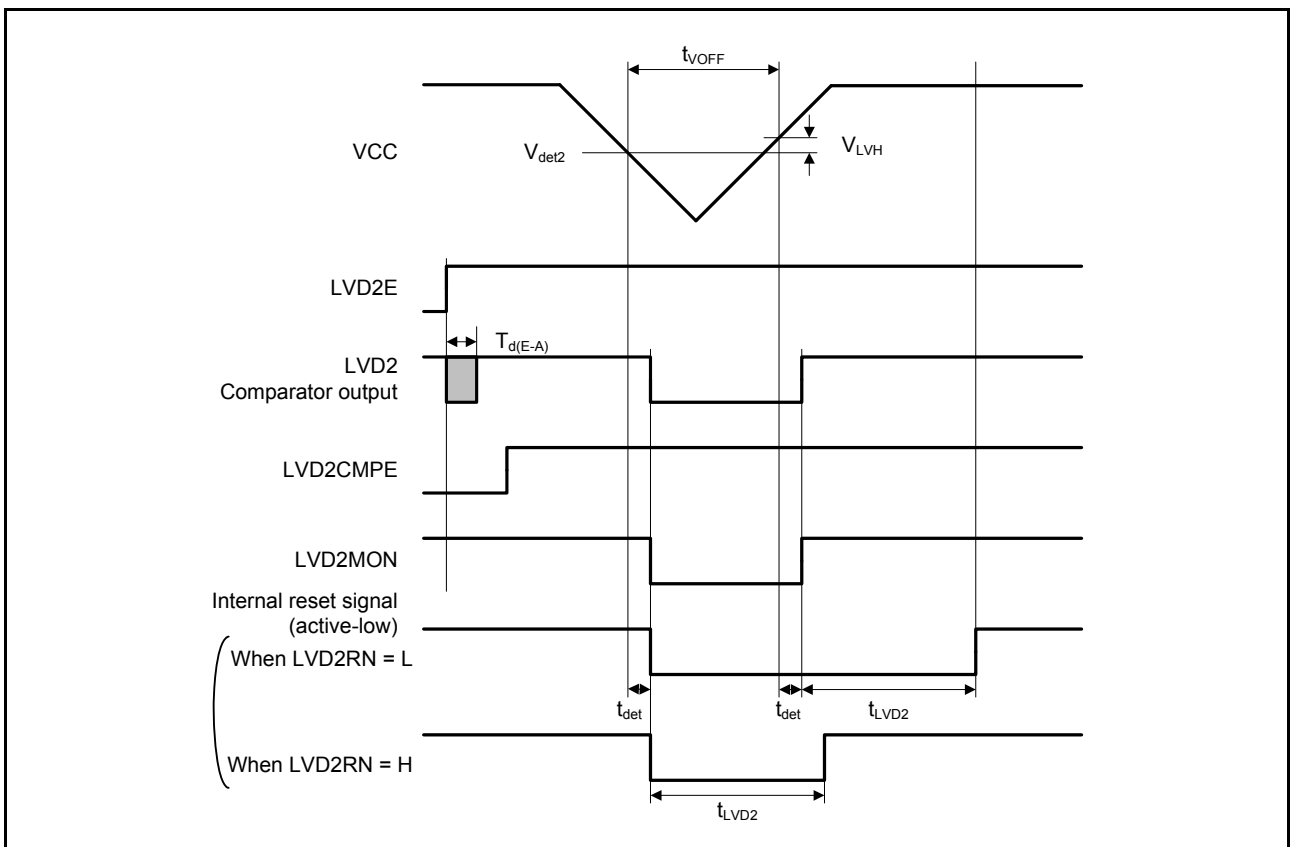 tVOFF
VCC
Vdet2
VLVH
LVD2E
Td(E-A)
LVD2
Comparator output
LVD2CMPE
LVD2MON
Internal reset signal
(active-low)
When LVD2RN = L
tdet
tdet
tLVD2
When LVD2RN = H
tLVD2